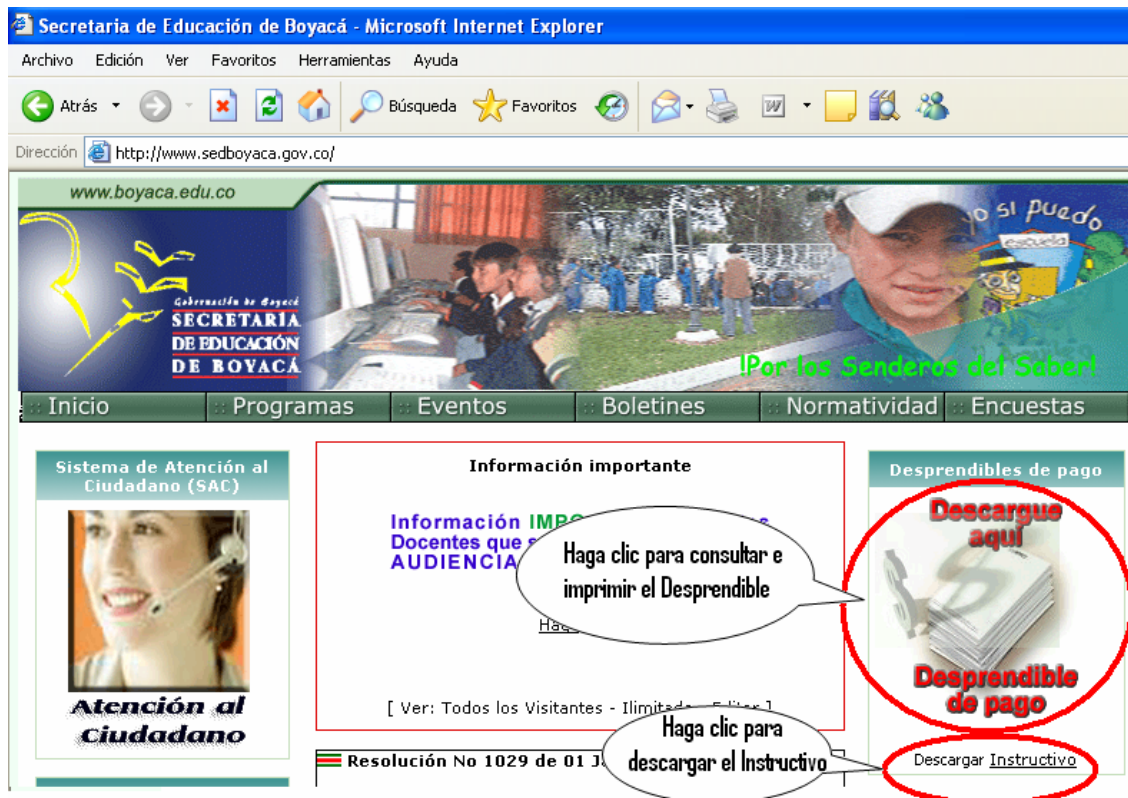 Secretaria de Educación de Boyacá - Microsoft Internet Explorer
Archivo Edición Ver Favoritos Herramientas Ayuda
Atrás Búsqueda Favoritos
Dirección http://www.sedboyaca.gov.co/
www.boyaca.edu.co
yo si puedo
escuela
Gobernación de Boyacá
SECRETARÍA
DE EDUCACIÓN
DE BOYACÁ
!Por los Senderos del Saber!
:: Inicio :: Programas :: Eventos :: Boletines :: Normatividad :: Encuestas
Sistema de Atención al
Ciudadano (SAC)
Atención al
Ciudadano
Información importante
Información
Docentes que
AUDIENCIA
Haga clic para consultar e
imprimir el Desprendible
[ Ver: Todos los Visitantes -
Haga clic para
descargar el Instructivo
Resolución No 1029 de 01
Desprendibles de pago
Descargue
aquí
Desprendible
de pago
Descargar Instructivo